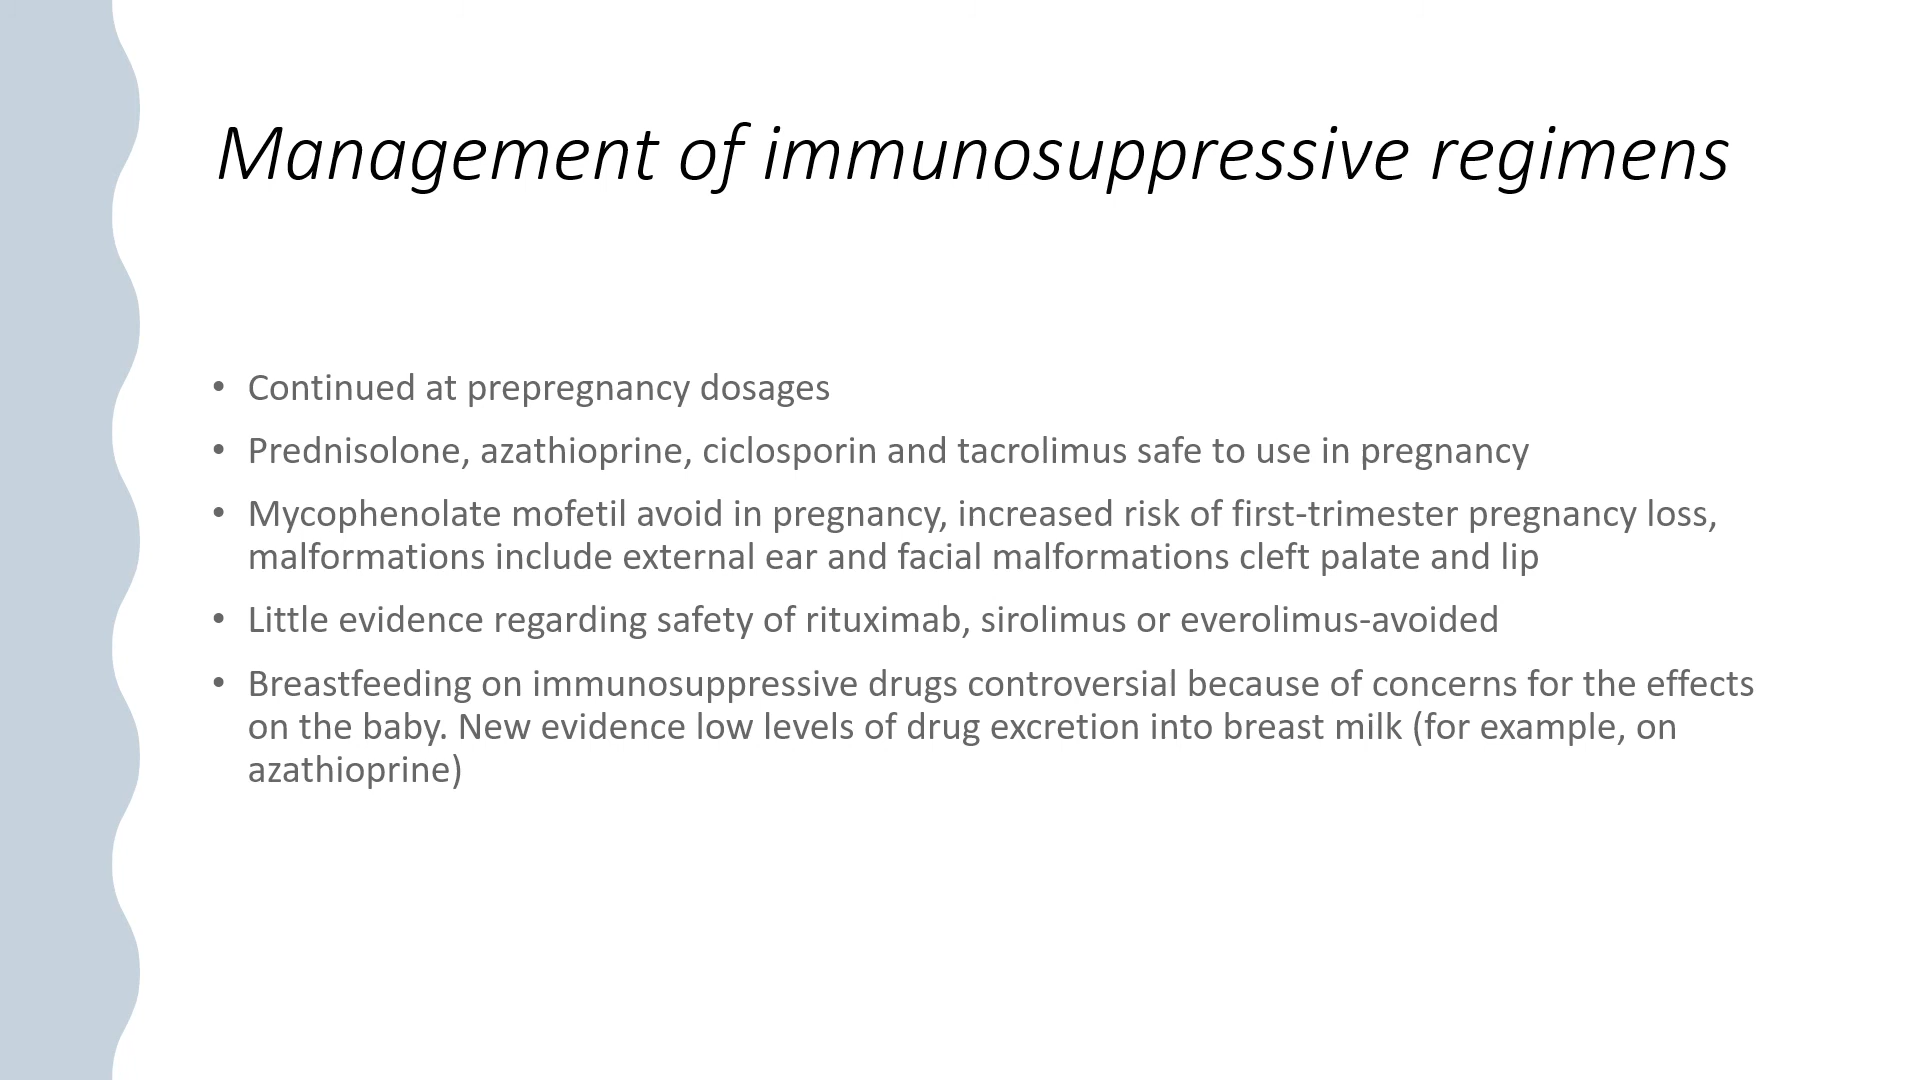 Management of immunosuppressive regimens
• Continued at prepregnancy dosages
• Prednisolone, azathioprine, ciclosporin and tacrolimus safe to use in pregnancy
• Mycophenolate mofetil avoid in pregnancy, increased risk of first-trimester pregnancy loss,
malformations include external ear and facial malformations cleft palate and lip
• Little evidence regarding safety of rituximab, sirolimus or everolimus-avoided
• Breastfeeding on immunosuppressive drugs controversial because of concerns for the effects
on the baby. New evidence low levels of drug excretion into breast milk (for example, on
azathioprine)